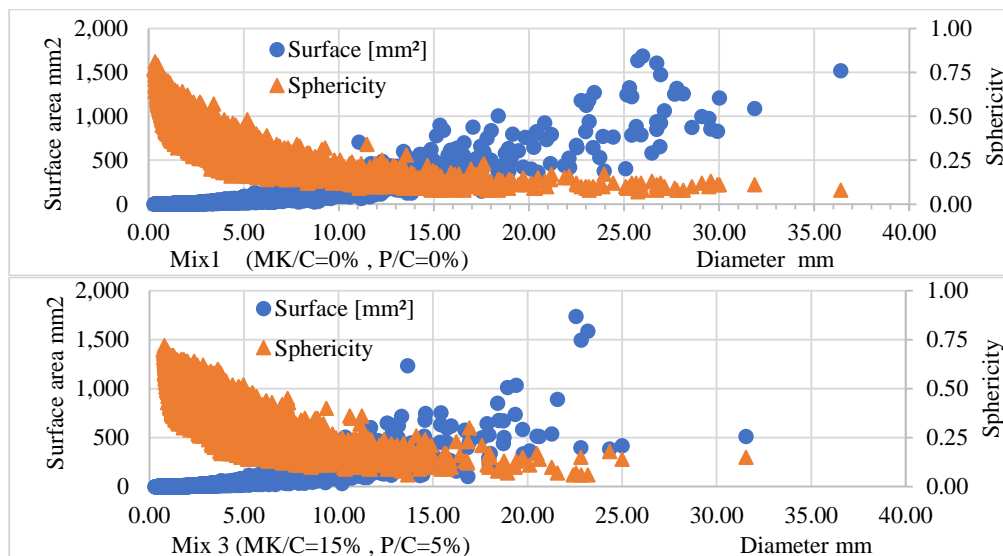 2,000
1,500
1,000
500
0
Surface area mm2
Surface [mm²]
Sphericity
1.00
0.75
0.50
0.25
0.00
Sphericity
0.00 5.00 10.00 15.00 20.00 25.00 30.00 35.00 40.00
Mix1 (MK/C=0% , P/C=0%) Diameter mm
2,000
1,500
1,000
500
0
Surface area mm2
Surface [mm²]
Sphericity
1.00
0.75
0.50
0.25
0.00
Sphericity
0.00 5.00 10.00 15.00 20.00 25.00 30.00 35.00 40.00
Mix 3 (MK/C=15% , P/C=5%) Diameter mm